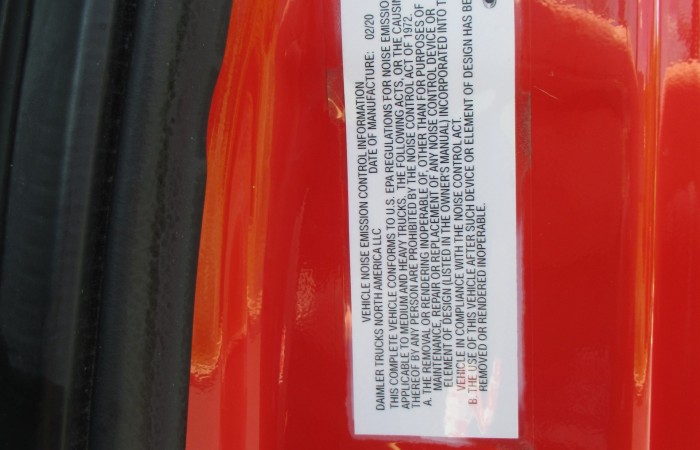 VEHICLE NOISE EMISSION CONTROL INFORMATION
DAIMLER TRUCKS NORTH AMERICA LLC DATE OF MANUFACTURE: 02/20
THIS COMPLETE VEHICLE CONFORMS TO U.S. EPA REGULATIONS FOR NOISE EMISSIO
APPLICABLE TO MEDIUM AND HEAVY TRUCKS. THE FOLLOWING ACTS, OR THE CAUSIN
THEREOF BY ANY PERSON ARE PROHIBITED BY THE NOISE CONTROL ACT OF 1972.
A. THE REMOVAL OR RENDERING INOPERABLE OF, OTHER THAN FOR PURPOSES OF
MAINTENANCE, REPAIR OR REPLACEMENT OF ANY NOISE CONTROL DEVICE OR
ELEMENT OF DESIGN (LISTED IN THE OWNER'S MANUAL) INCORPORATED INTO T
VEHICLE IN COMPLIANCE WITH THE NOISE CONTROL ACT.
B. THE USE OF THIS VEHICLE AFTER SUCH DEVICE OR ELEMENT OF DESIGN HAS BE
REMOVED OR RENDERED INOPERABLE.